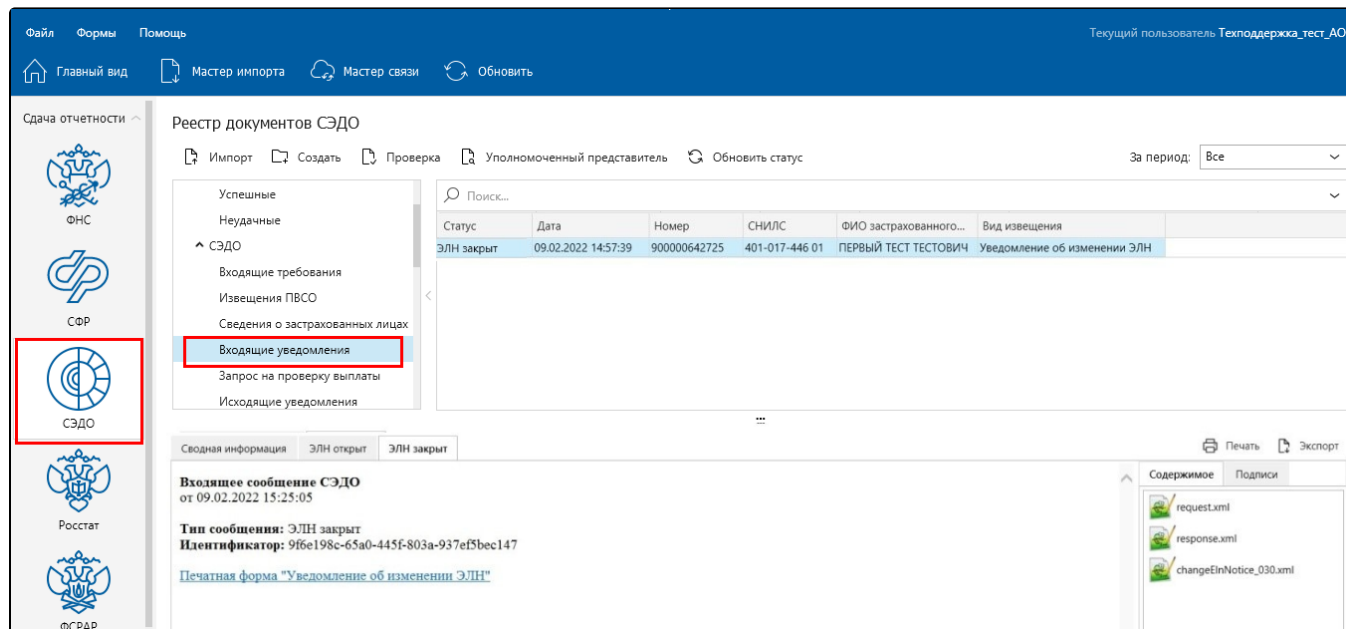 Файл Формы Помощь
Текущий пользователь Техподдержка_тест_АО
Главный вид Мастер импорта Мастер связи Обновить
Сдача отчетности
ФНС
СФР
СЭДО
Росстат
ФСРАР
Реестр документов СЭДО
Импорт Создать Проверка Уполномоченный представитель Обновить статус
За период: Все
Успешные
Неудачные
СЭДО
Входящие требования
Извещения ПВСО
Сведения о застрахованных лицах
Входящие уведомления
Запрос на проверку выплаты
Исходящие уведомления
Поиск...
Статус Дата Номер СНИЛС ФИО застрахованного... Вид извещения
ЭЛН закрыт 09.02.2022 14:57:39 900000642725 401-017-446 01 ПЕРВЫЙ ТЕСТ ТЕСТОВИЧ Уведомление об изменении ЭЛН
Сводная информация ЭЛН открыт ЭЛН закрыт
Печать Экспорт
Входящее сообщение СЭДО
от 09.02.2022 15:25:05
Тип сообщения: ЭЛН закрыт
Идентификатор: 9f6e198c-65a0-445f-803a-937ef5bec147
Печатная форма "Уведомление об изменении ЭЛН"
Содержимое Подписи
request.xml
response.xml
changeElnNotice_030.xml